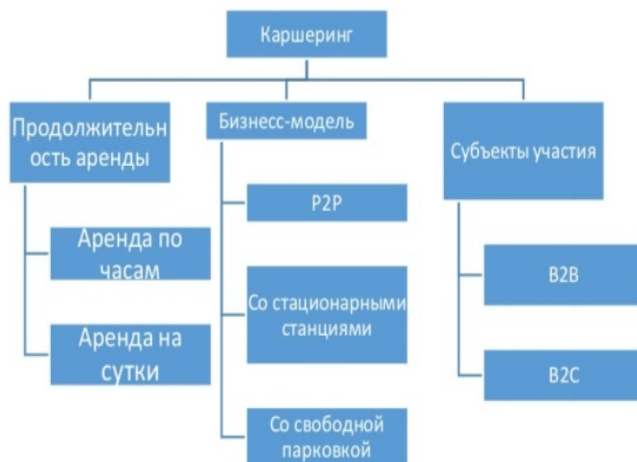 Каршеринг
Продолжительн
ость аренды
Аренда по
часам
Аренда на
сутки
Бизнесс-модель
P2P
Со стационарными
станциями
Со свободной
парковкой
Субъекты участия
B2B
B2C